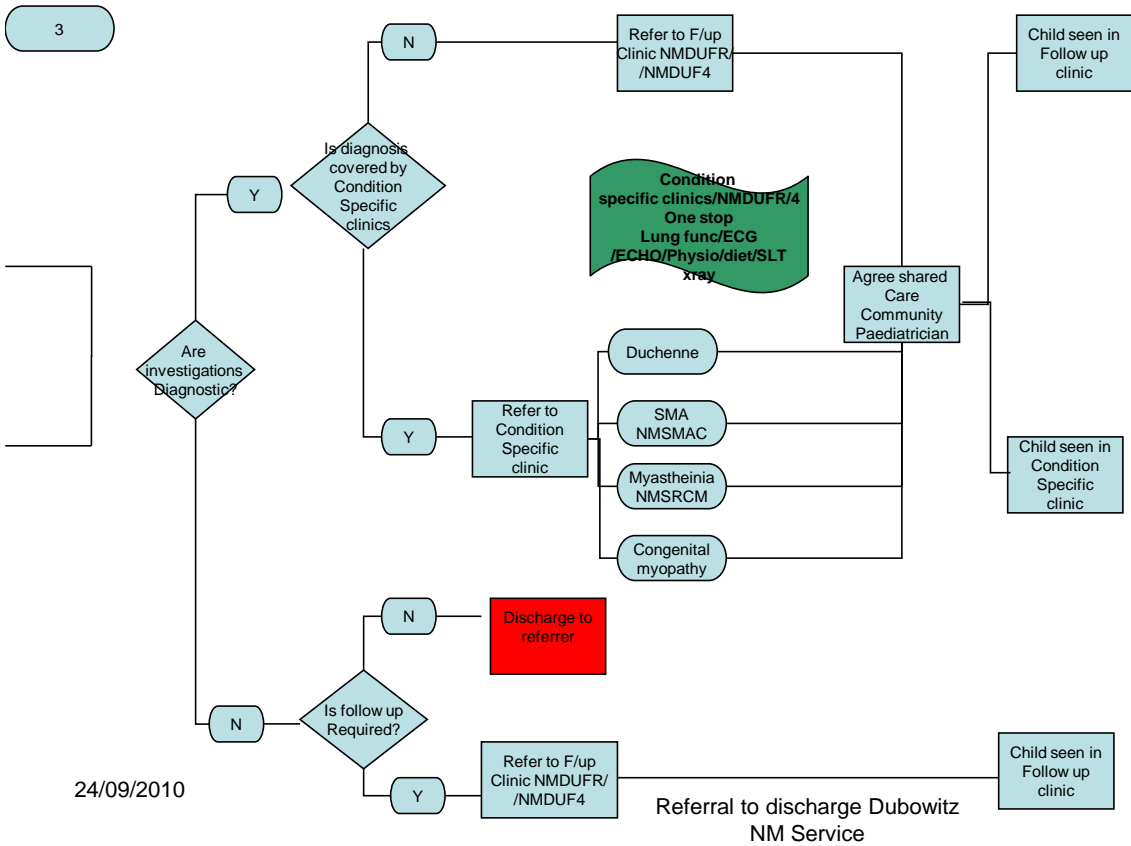 3
N
Refer to F/up
Clinic NMDUFR/
/NMDUF4
Child seen in
Follow up
clinic
Is diagnosis
covered by
Condition
Specific
clinics
Y
Condition
specific clinics/NMDUFR/4
One stop
Lung func/ECG
/ECHO/Physio/diet/SLT
xray
Agree shared
Care
Community
Paediatrician
Are
investigations
Diagnostic?
Duchenne
Y
Refer to
Condition
Specific
clinic
SMA
NMSMAC
Myastheinia
NMSRCM
Congenital
myopathy
Child seen in
Condition
Specific
clinic
N
Discharge to
referrer
N
Is follow up
Required?
Y
Refer to F/up
Clinic NMDUFR/
/NMDUF4
Child seen in
Follow up
clinic
24/09/2010
Referral to discharge Dubowitz
NM Service